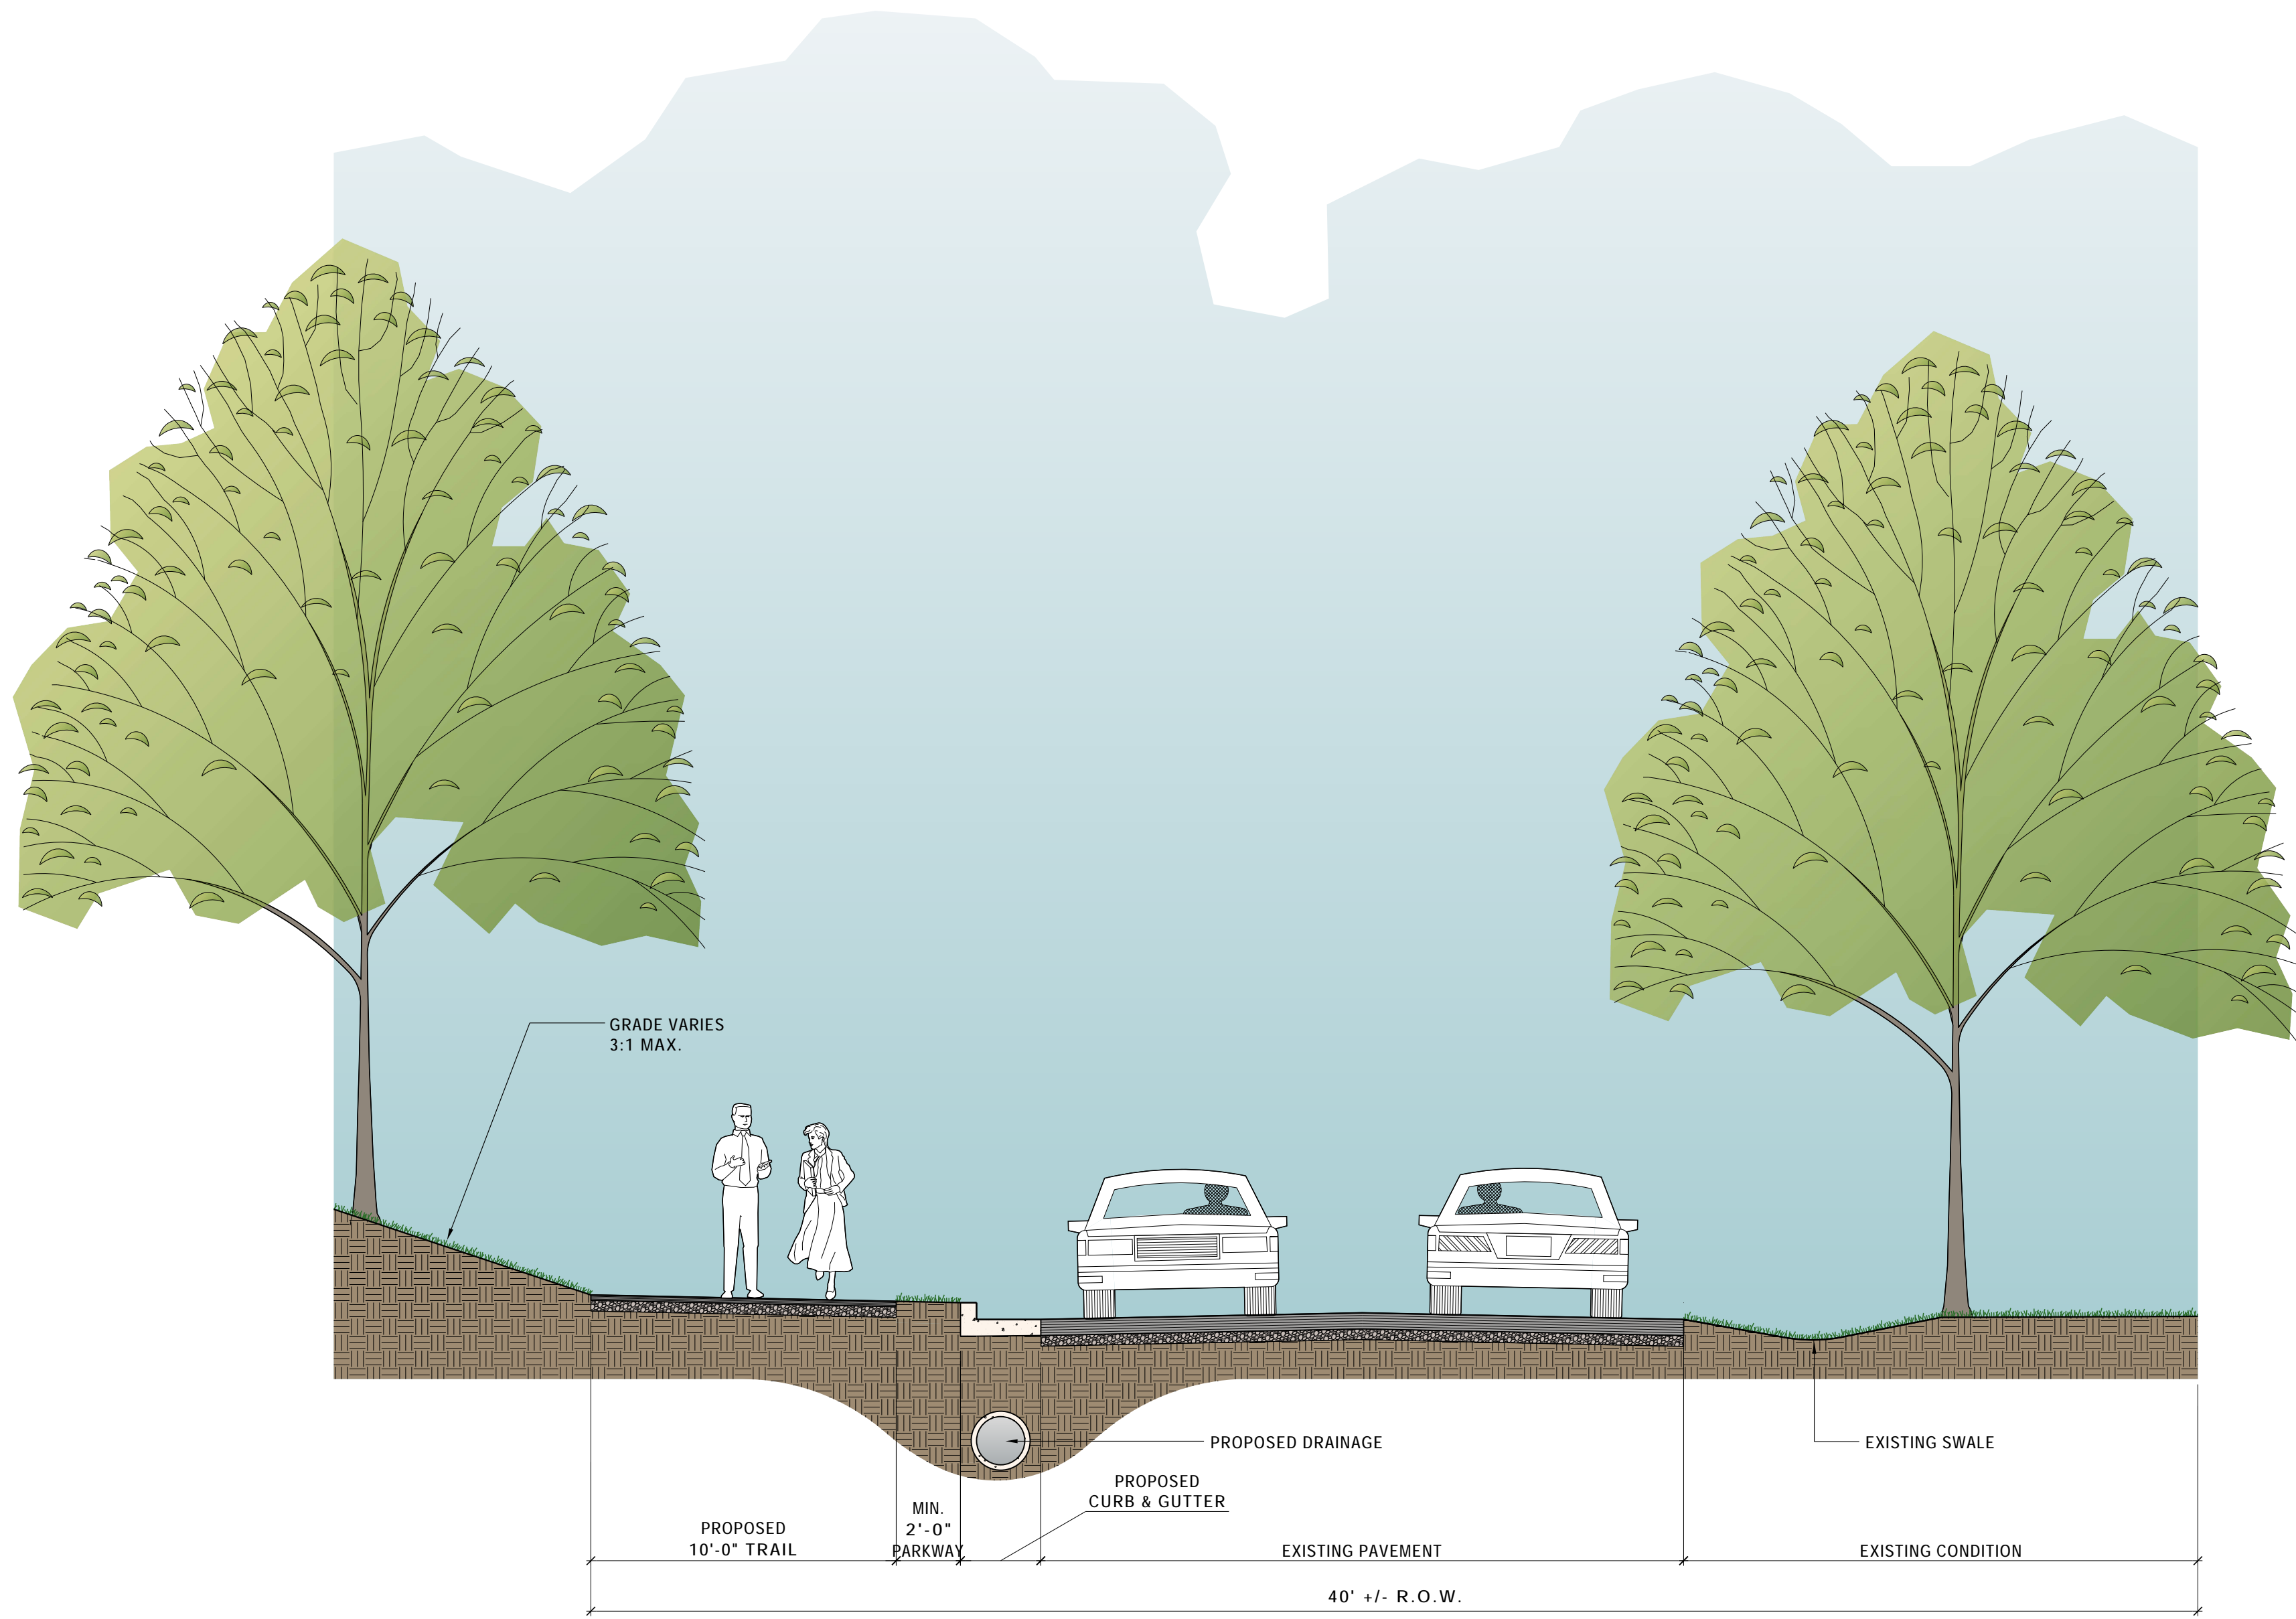 GRADE VARIES
3:1 MAX.
PROPOSED DRAINAGE
EXISTING SWALE
PROPOSED
CURB & GUTTER
MIN.
2'-0"
PARKWAY
PROPOSED
10'-0" TRAIL
EXISTING PAVEMENT
EXISTING CONDITION
40' +/- R.O.W.